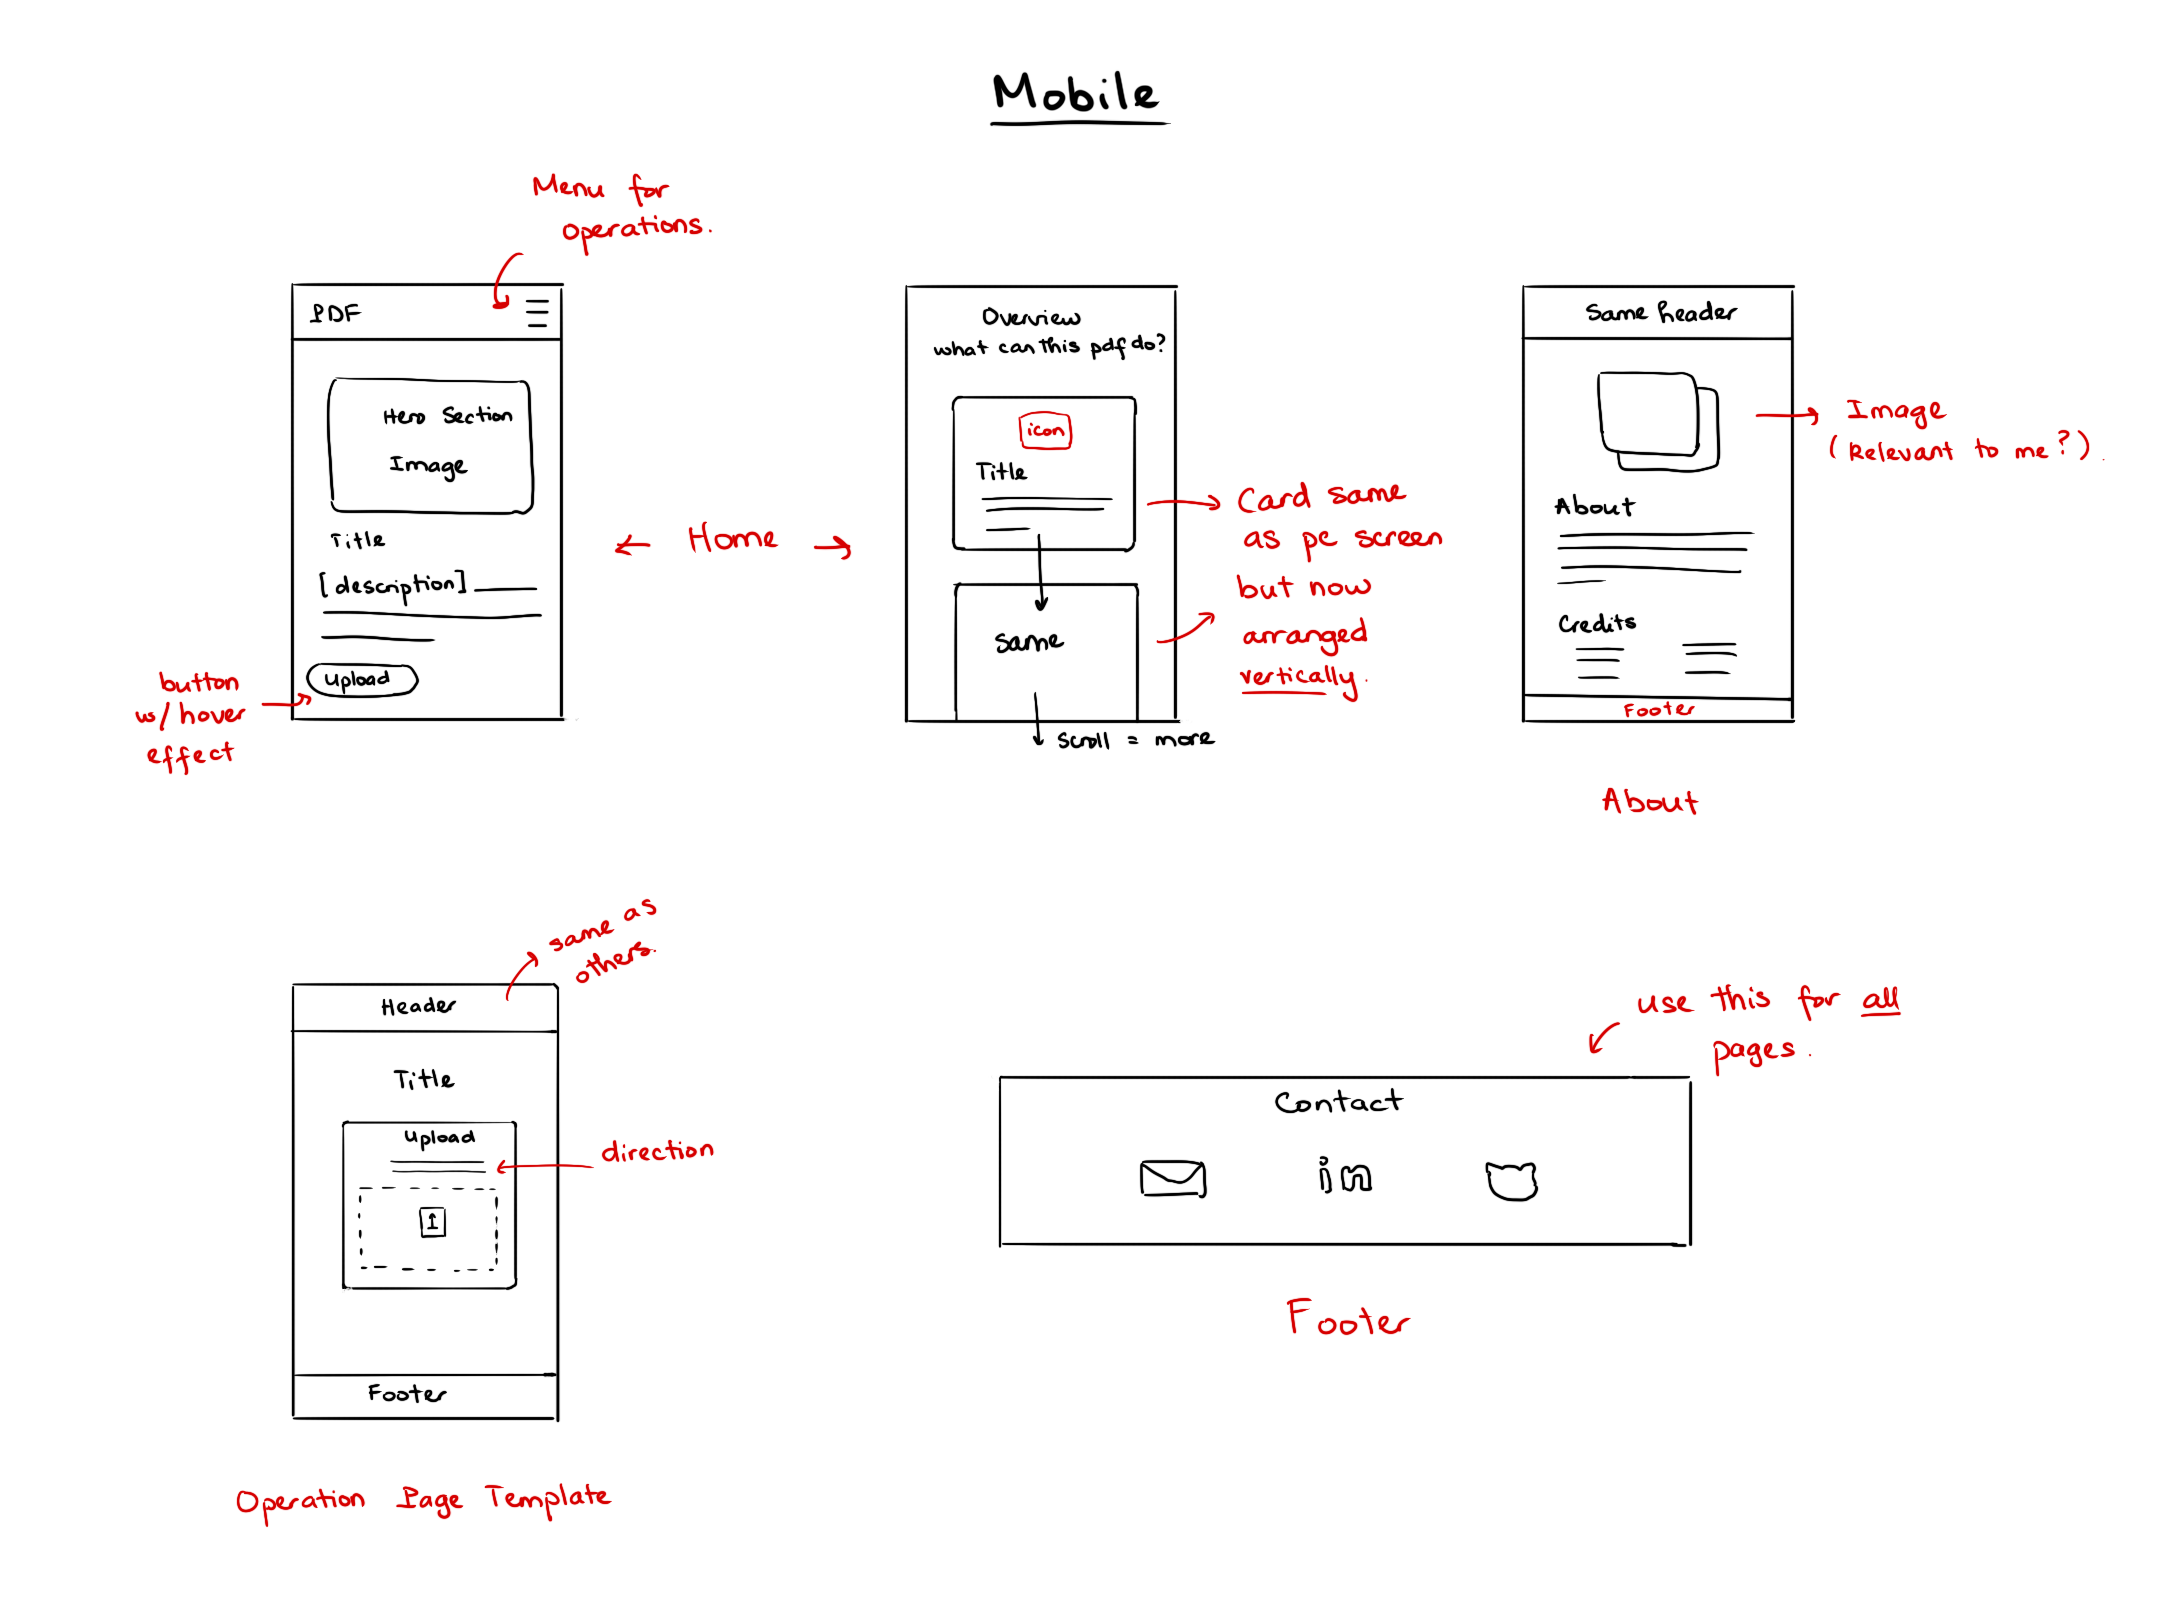 Mobile
Menu for
operations.
PDF
Hero Section
Image
Title
[description]
Upload
button
w/ hover
effect
← Home →
Overview
what can this pdf do?
icon
Title
same
scroll = more
Card same
as pc screen
but now
arranged
vertically.
Same header
Image
(Relevant to me?).
About
Credits
Footer
About
same as
others.
Header
Title
Upload
direction
Footer
Operation Page Template
use this for all
pages.
Contact
in
Footer